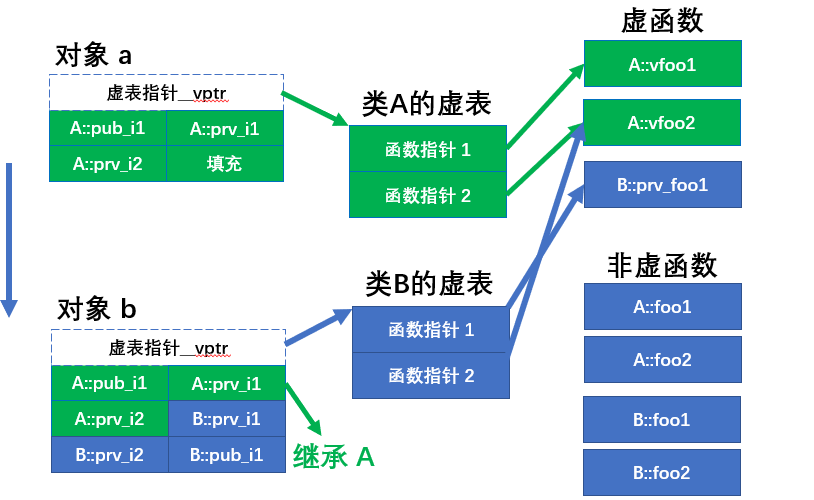 对象 a
虚表指针__vptr
A::pub_i1
A::prv_i1
A::prv_i2
填充
类A的虚表
函数指针 1
函数指针 2
虚函数
A::vfoo1
A::vfoo2
B::prv_foo1
对象 b
虚表指针__vptr
A::pub_i1
A::prv_i1
A::prv_i2
B::prv_i1
B::prv_i2
B::pub_i1
继承 A
类B的虚表
函数指针 1
函数指针 2
非虚函数
A::foo1
A::foo2
B::foo1
B::foo2